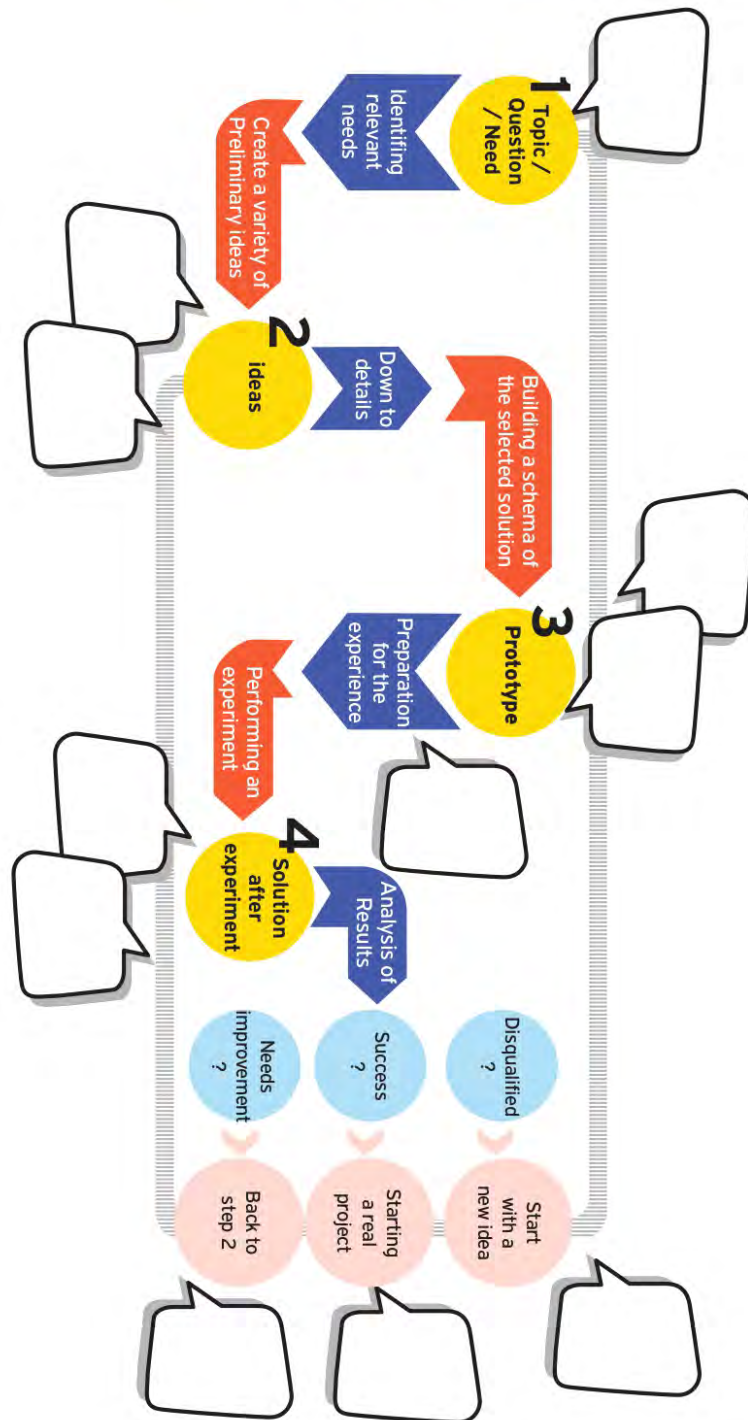 1
Topic /
Question
/ Need
Identifing
relevant
needs
Create a variety of
Preliminary ideas
2
ideas
Down to
details
Building a schema of
the selected solution
3
Prototype
Preparation
for the
experience
Performing an
experiment
4
Solution
after
experiment
Analysis of
Results
Disqualified
?
Success
?
Needs
improvement
?
Start
with a
new idea
Starting
a real
project
Back to
step 2